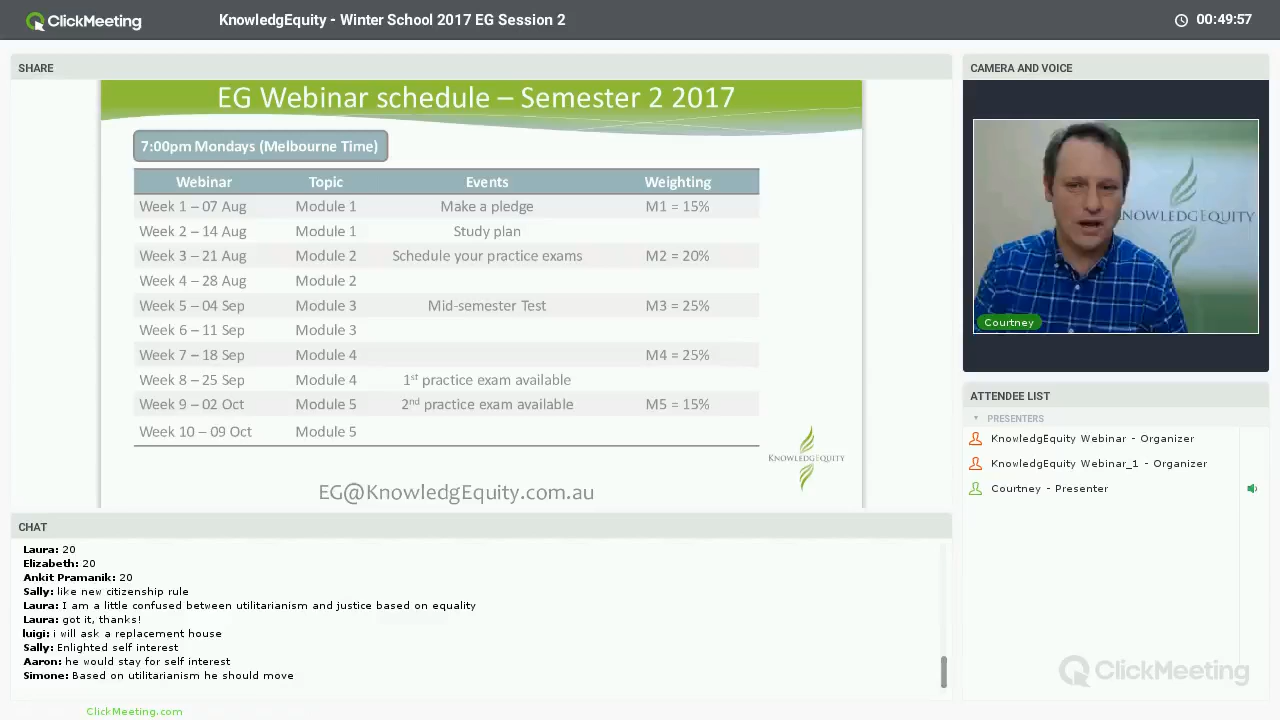 ClickMeeting
KnowledgEquity - Winter School 2017 EG Session 2
00:49:57
SHARE
EG Webinar schedule – Semester 2 2017
7:00pm Mondays (Melbourne Time)
Webinar Topic Events Weighting
Week 1 – 07 Aug Module 1 Make a pledge M1 = 15%
Week 2 – 14 Aug Module 1 Study plan
Week 3 – 21 Aug Module 2 Schedule your practice exams M2 = 20%
Week 4 – 28 Aug Module 2
Week 5 – 04 Sep Module 3 Mid-semester Test M3 = 25%
Week 6 – 11 Sep Module 3
Week 7 – 18 Sep Module 4 M4 = 25%
Week 8 – 25 Sep Module 4 1st practice exam available
Week 9 – 02 Oct Module 5 2nd practice exam available M5 = 15%
Week 10 – 09 Oct Module 5
KNOWLEDGEQUITY
EG@KnowledgEquity.com.au
CAMERA AND VOICE
KNOWLEDGEQUITY
Courtney
ATTENDEE LIST
PRESENTERS
KnowledgEquity Webinar - Organizer
KnowledgEquity Webinar_1 - Organizer
Courtney - Presenter
CHAT
Laura: 20
Elizabeth: 20
Ankit Pramanik: 20
Sally: like new citizenship rule
Laura: I am a little confused between utilitarianism and justice based on equality
Laura: got it, thanks!
luigi: i will ask a replacement house
Sally: Enlighted self interest
Aaron: he would stay for self interest
Simone: Based on utilitarianism he should move
ClickMeeting
ClickMeeting.com